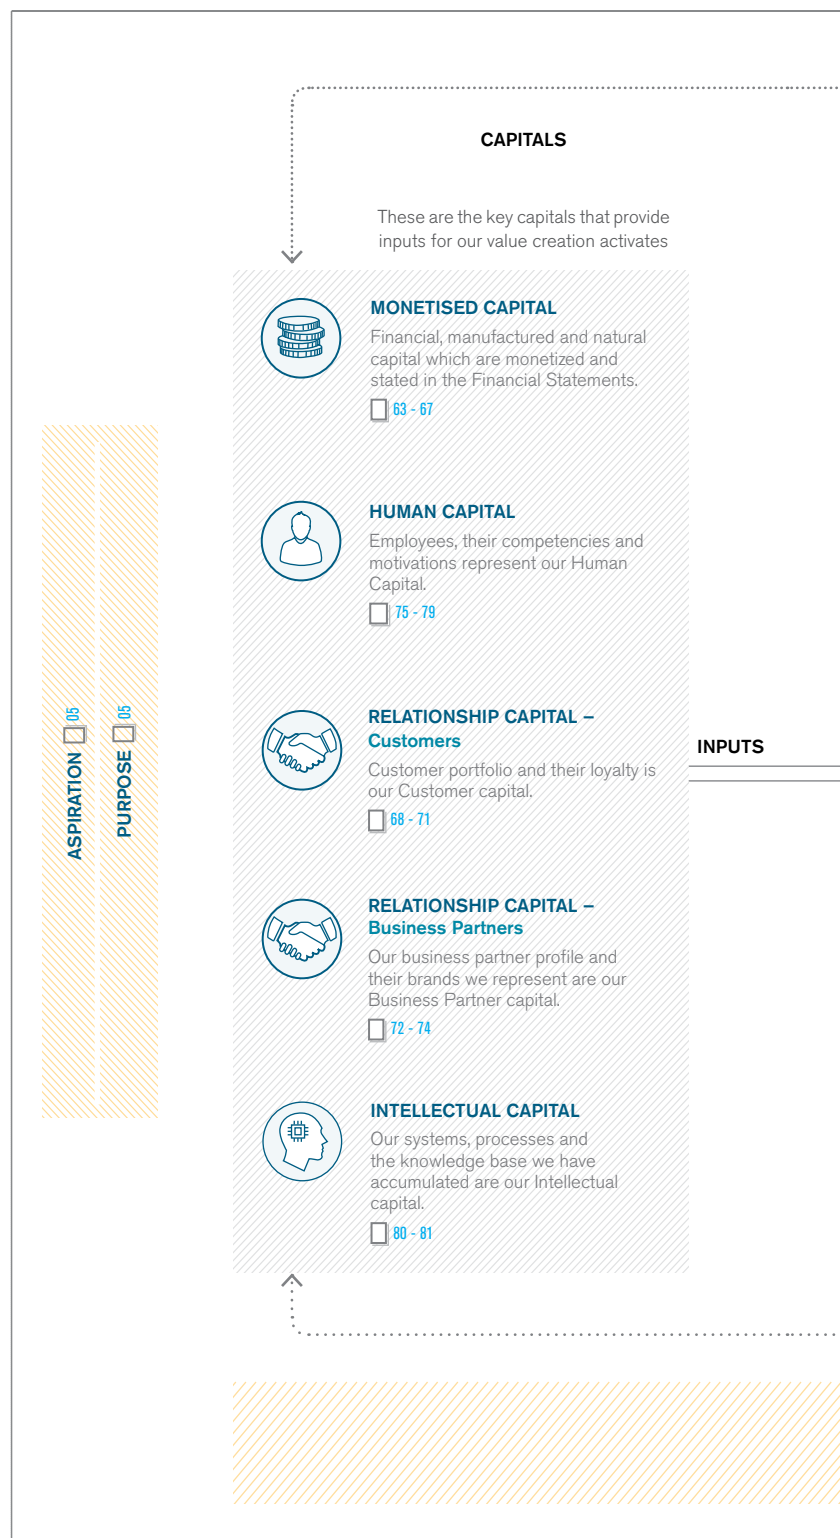 CAPITALS
These are the key capitals that provide
inputs for our value creation activates
MONETISED CAPITAL
Financial, manufactured and natural
capital which are monetized and
stated in the Financial Statements.
63 - 67
HUMAN CAPITAL
Employees, their competencies and
motivations represent our Human
Capital.
75 - 79
ASPIRATION 05
PURPOSE 05
RELATIONSHIP CAPITAL –
Customers
Customer portfolio and their loyalty is
our Customer capital.
68 - 71
INPUTS
RELATIONSHIP CAPITAL –
Business Partners
Our business partner profile and
their brands we represent are our
Business Partner capital.
72 - 74
INTELLECTUAL CAPITAL
Our systems, processes and
the knowledge base we have
accumulated are our Intellectual
capital.
80 - 81